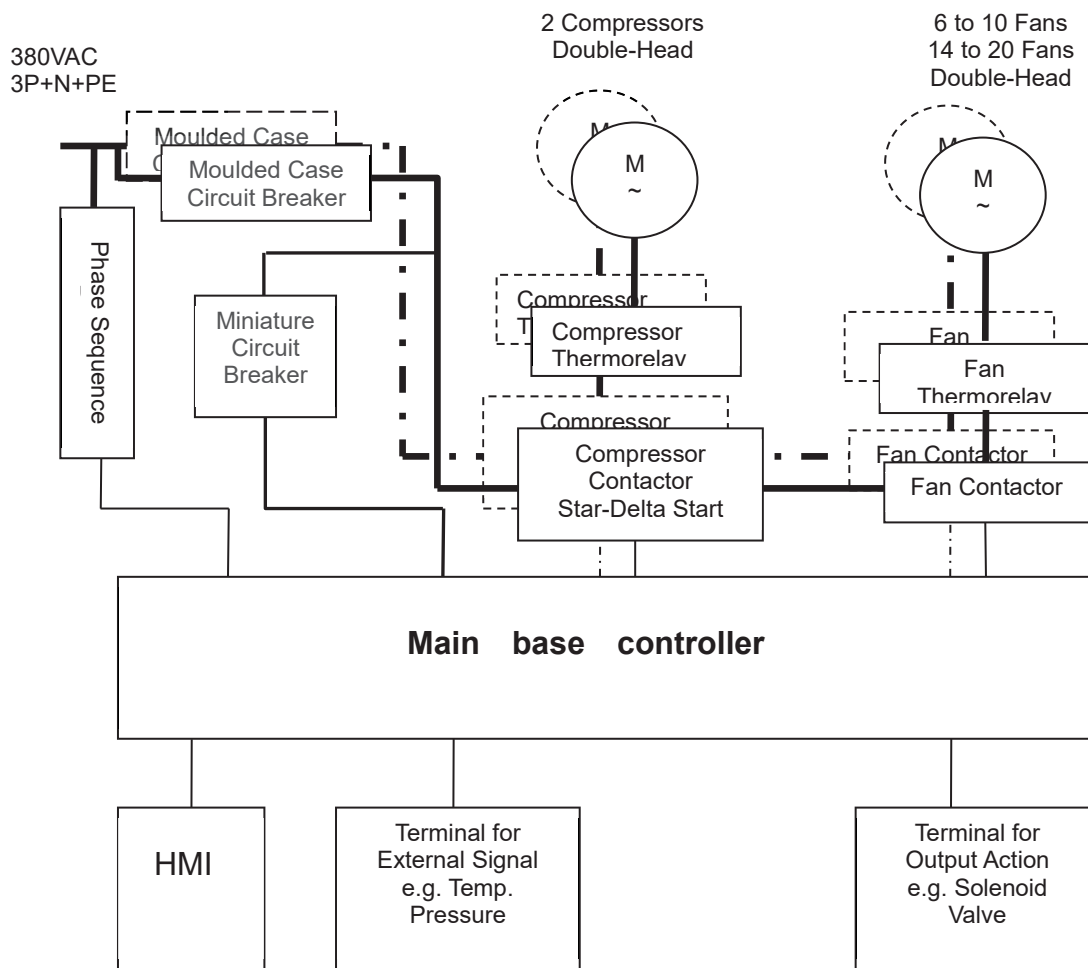 2 Compressors
Double-Head
6 to 10 Fans
14 to 20 Fans
Double-Head
380VAC
3P+N+PE
Moulded Case
Moulded Case
Circuit Breaker
M
M
~
M
M
~
Phase Sequence
Miniature
Circuit
Breaker
Compressor
Compressor
Thermorelay
Fan
Fan
Thermorelay
Compressor
Compressor
Contactor
Star-Delta Start
Fan Contactor
Fan Contactor
Main base controller
HMI
Terminal for
External Signal
e.g. Temp.
Pressure
Terminal for
Output Action
e.g. Solenoid
Valve